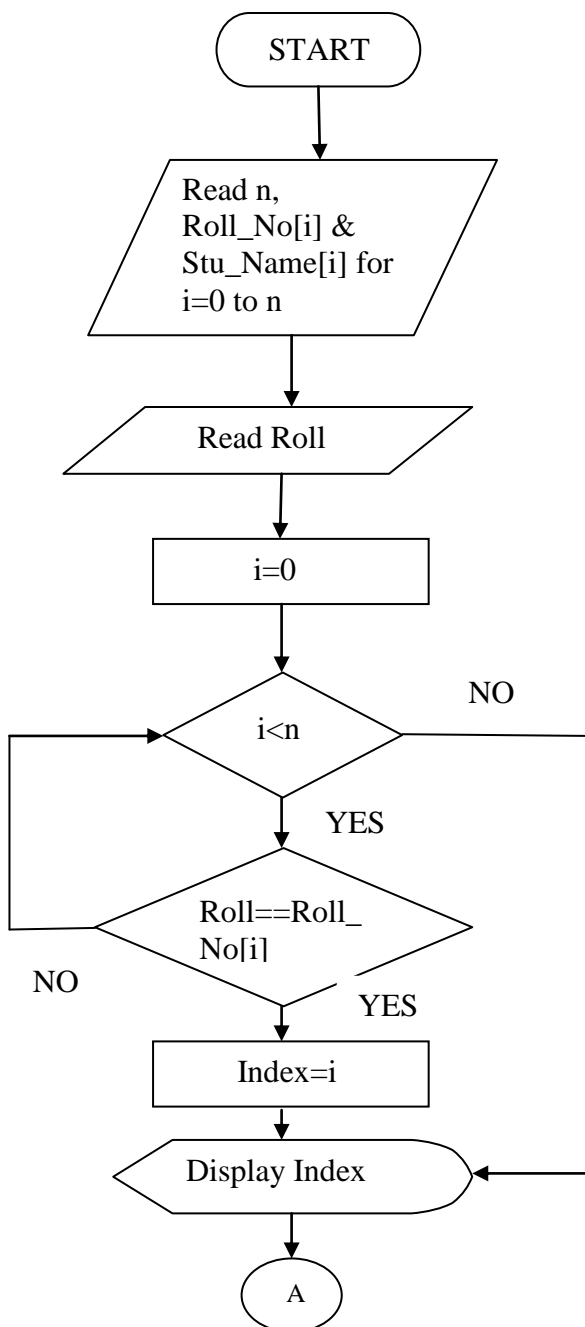 START
Read n,
Roll_No[i] &
Stu_Name[i] for
i=0 to n
Read Roll
i=0
NO
i<n
YES
Roll==Roll_
No[i]
NO
YES
Index=i
Display Index
A